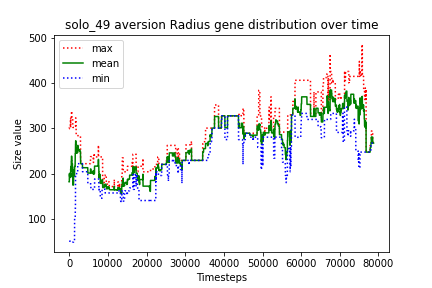 solo_49 aversion Radius gene distribution over time
max
mean
min
Size value
500
400
300
200
100
0 10000 20000 30000 40000 50000 60000 70000 80000
Timesteps